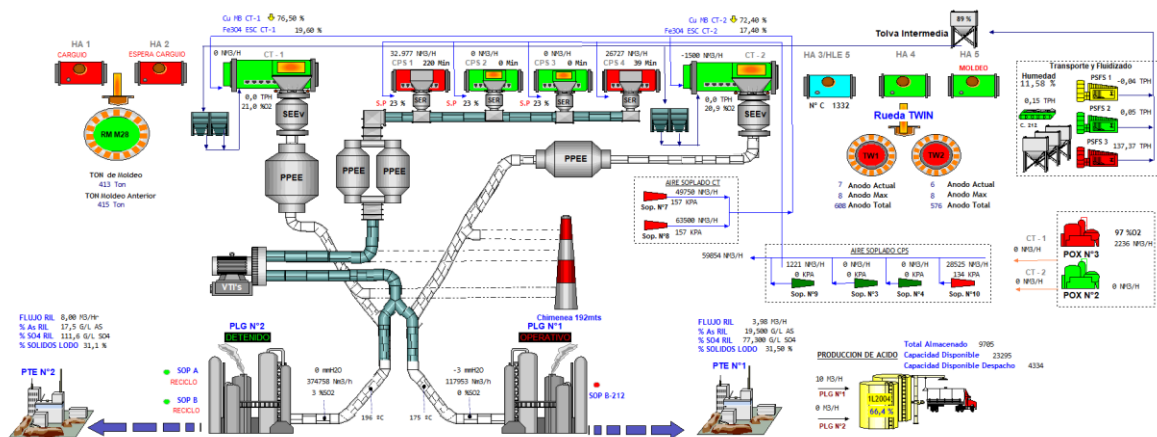 HA 1
HA 2
CARGUIO
ESPERA CARGUIO
RM M28
TON de Moldeo
413 Ton
TON Moldeo Anterior
415 Ton
Cu MB CT-1
76,50 %
Fe3O4 ESC CT-1
19,60 %
0 NM3/H
CT - 1
0,0 TPH
21,0 %O2
SEEv
PPEE
32.977 NM3/H
0 NM3/H
0 NM3/H
26727 NM3/H
CPS 1
220 Min
CPS 2
0 Min
CPS 3
0 Min
CPS 4
39 Min
S.P 23 %
S.P 23 %
S.P 23 %
SER
SER
SER
SER
PPEE
PPEE
PPEE
Cu MB CT-2
72,40 %
Fe3O4 ESC CT-2
17,40 %
-1500 NM3/H
CT - 2
0,0 TPH
20,9 %O2
SEEv
HA 3/HLE 5
HA 4
HA 5
MOLDEO
N° C 1332
89 %
Tolva Intermedia
Rueda TWIN
TW1
TW2
7 Anodo Actual
8 Anodo Max
608 Anodo Total
6 Anodo Actual
8 Anodo Max
576 Anodo Total
Transporte y Fluidizado
Humedad
11,58 %
0,15 TPH
C. 212
PSFS 1
-0,04 TPH
PSFS 2
0,05 TPH
PSFS 3
137,37 TPH
AIRE SOPLADO CT
49750 NM3/H
157 KPA
Sop. N°7
63500 NM3/H
157 KPA
Sop. N°8
59854 NM3/H
AIRE SOPLADO CPS
1221 NM3/H
0 KPA
Sop. N°9
0 NM3/H
0 KPA
Sop. N°3
0 NM3/H
0 KPA
Sop. N°4
28525 NM3/H
134 KPA
Sop. N°10
CT - 1
0 NM3/H
97 %O2
2236 NM3/H
POX N°3
CT - 2
0 NM3/H
0 NM3/H
POX N°2
VTI's
Chimenea 192mts
FLUJO RIL 8,00 M3/Hr
% As RIL 17,5 G/L AS
% SO4 RIL 111,6 G/L SO4
% SOLIDOS LODO 31,1 %
PTE N°2
SOP A
RECICLO
SOP B
RECICLO
PLG N°2
DETENIDO
0 mmH2O
374758 Nm3/h
3 %SO2
196 ºC
PLG N°1
OPERATIVO
-3 mmH2O
117953 Nm3/h
0 %SO2
175 ºC
SOP B-212
FLUJO RIL 3,98 M3/H
% As RIL 19,500 G/L AS
% SO4 RIL 77,300 G/L SO4
% SOLIDOS LODO 31,50 %
PTE N°1
PRODUCCION DE ACIDO
10 M3/H
PLG N°1
0 M3/H
PLG N°2
Total Almacenado 9705
Capacidad Disponible 23295
Capacidad Disponible Despacho 4334
1L2004
66,4 %